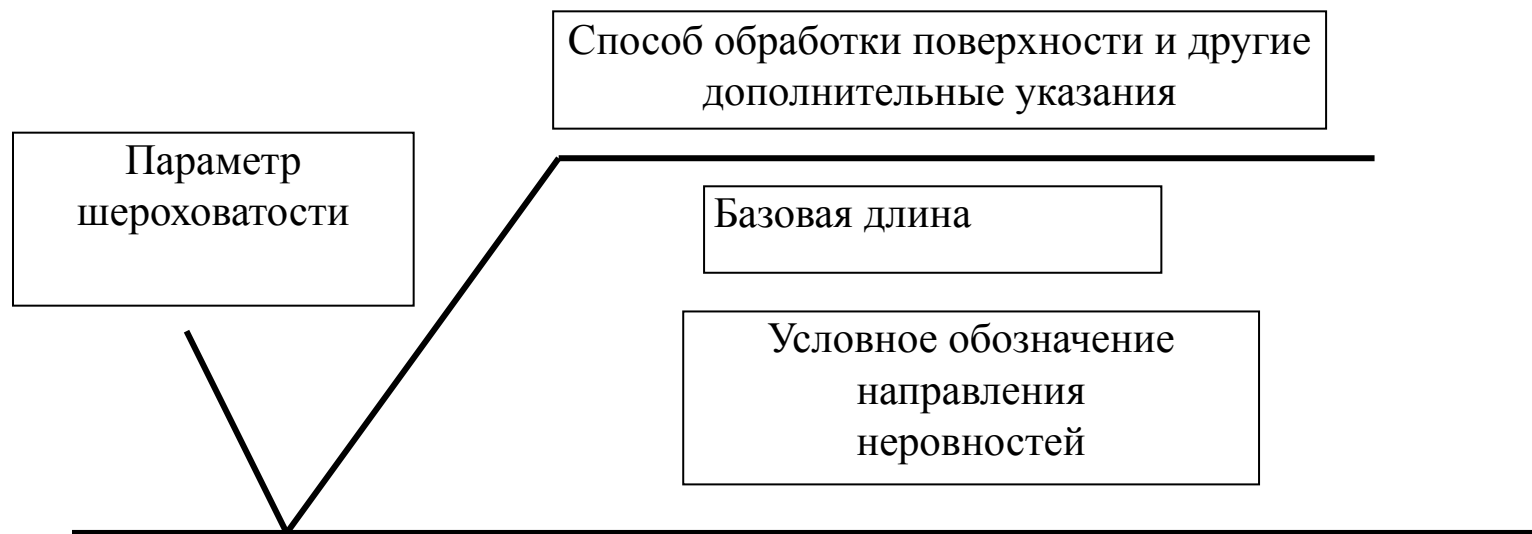 Способ обработки поверхности и другие
дополнительные указания
Параметр
шероховатости
Базовая длина
Условное обозначение
направления
неровностей